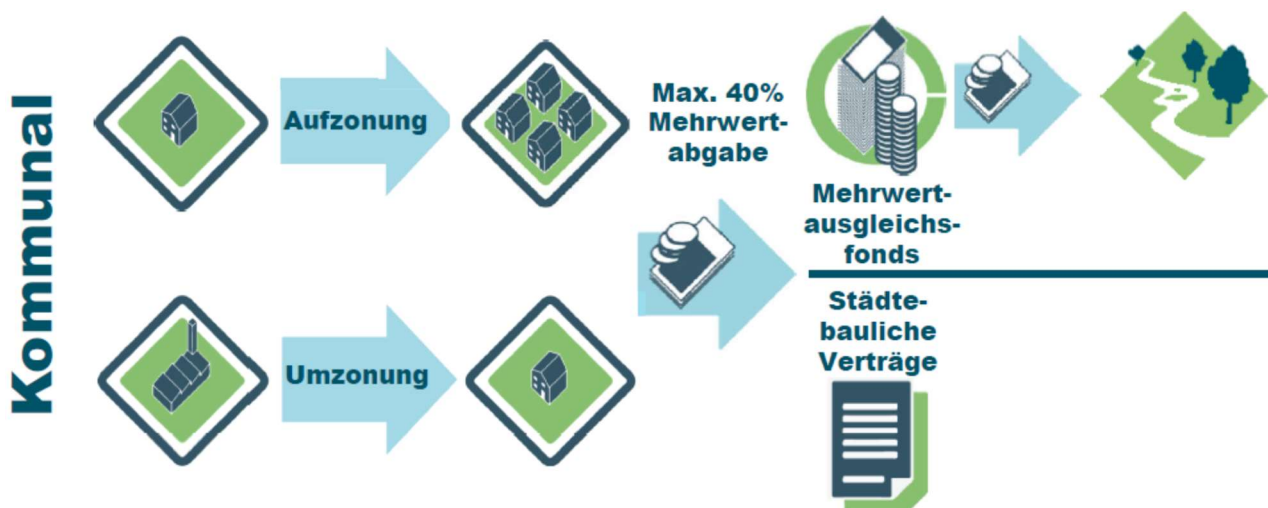 Kommunal
Aufzonung
Umzonung
Max. 40%
Mehrwert-
abgabe
Mehrwert-
ausgleichs-
fonds
Städte-
bauliche
Verträge